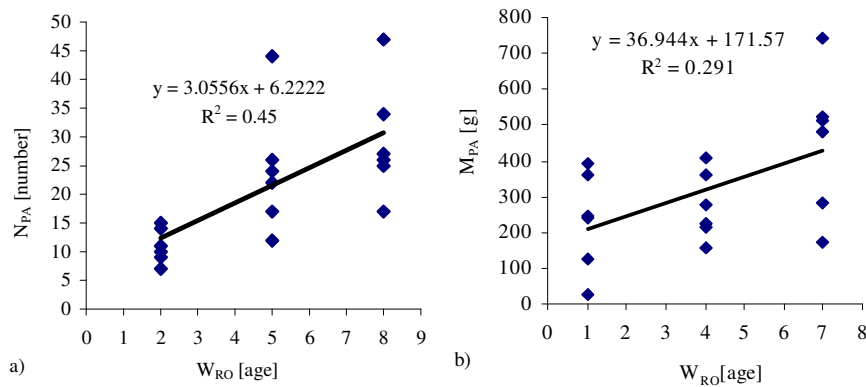 50
45
40
35
30
25
20
15
10
5
0
N_PA [number]
y = 3.0556x + 6.2222
R² = 0.45
0 1 2 3 4 5 6 7 8 9
W_RO [age]
a)
800
700
600
500
400
300
200
100
0
M_PA [g]
y = 36.944x + 171.57
R² = 0.291
0 1 2 3 4 5 6 7 8
W_RO[age]
b)